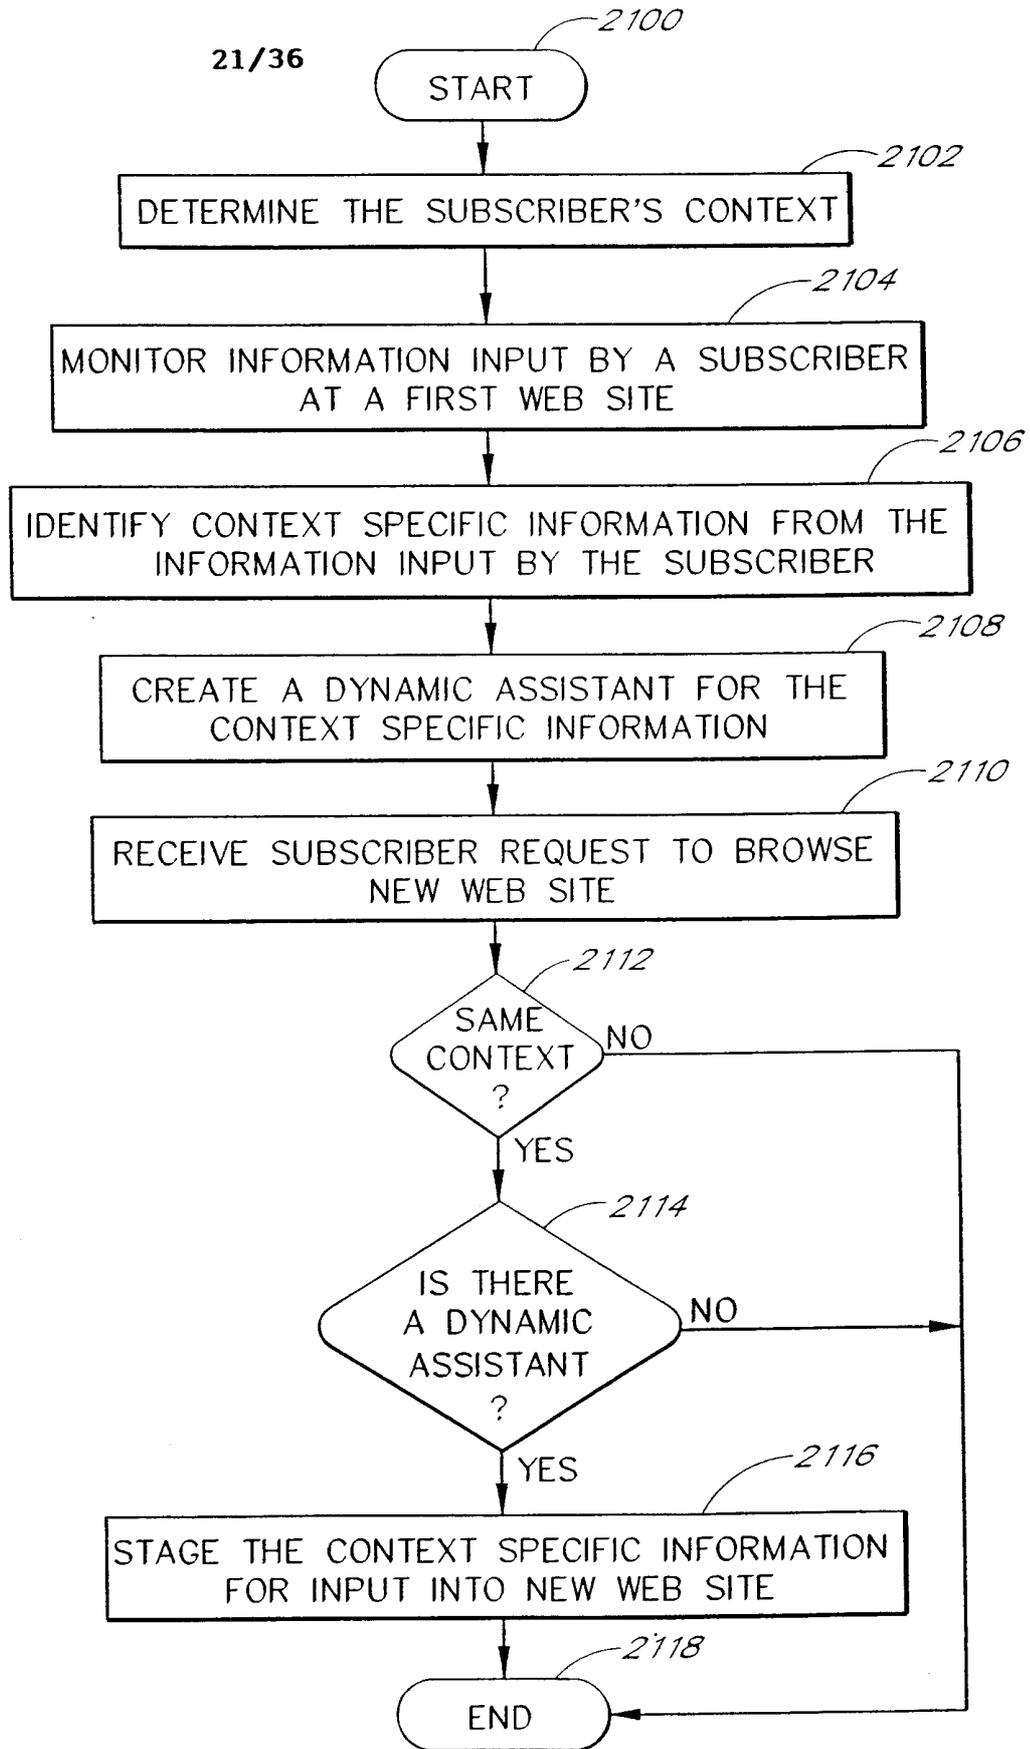 2100
21/36
START
2102
DETERMINE THE SUBSCRIBER'S CONTEXT
2104
MONITOR INFORMATION INPUT BY A SUBSCRIBER
AT A FIRST WEB SITE
2106
IDENTIFY CONTEXT SPECIFIC INFORMATION FROM THE
INFORMATION INPUT BY THE SUBSCRIBER
2108
CREATE A DYNAMIC ASSISTANT FOR THE
CONTEXT SPECIFIC INFORMATION
2110
RECEIVE SUBSCRIBER REQUEST TO BROWSE
NEW WEB SITE
2112
SAME
CONTEXT
?
NO
YES
2114
IS THERE
A DYNAMIC
ASSISTANT
?
NO
YES
2116
STAGE THE CONTEXT SPECIFIC INFORMATION
FOR INPUT INTO NEW WEB SITE
2118
END